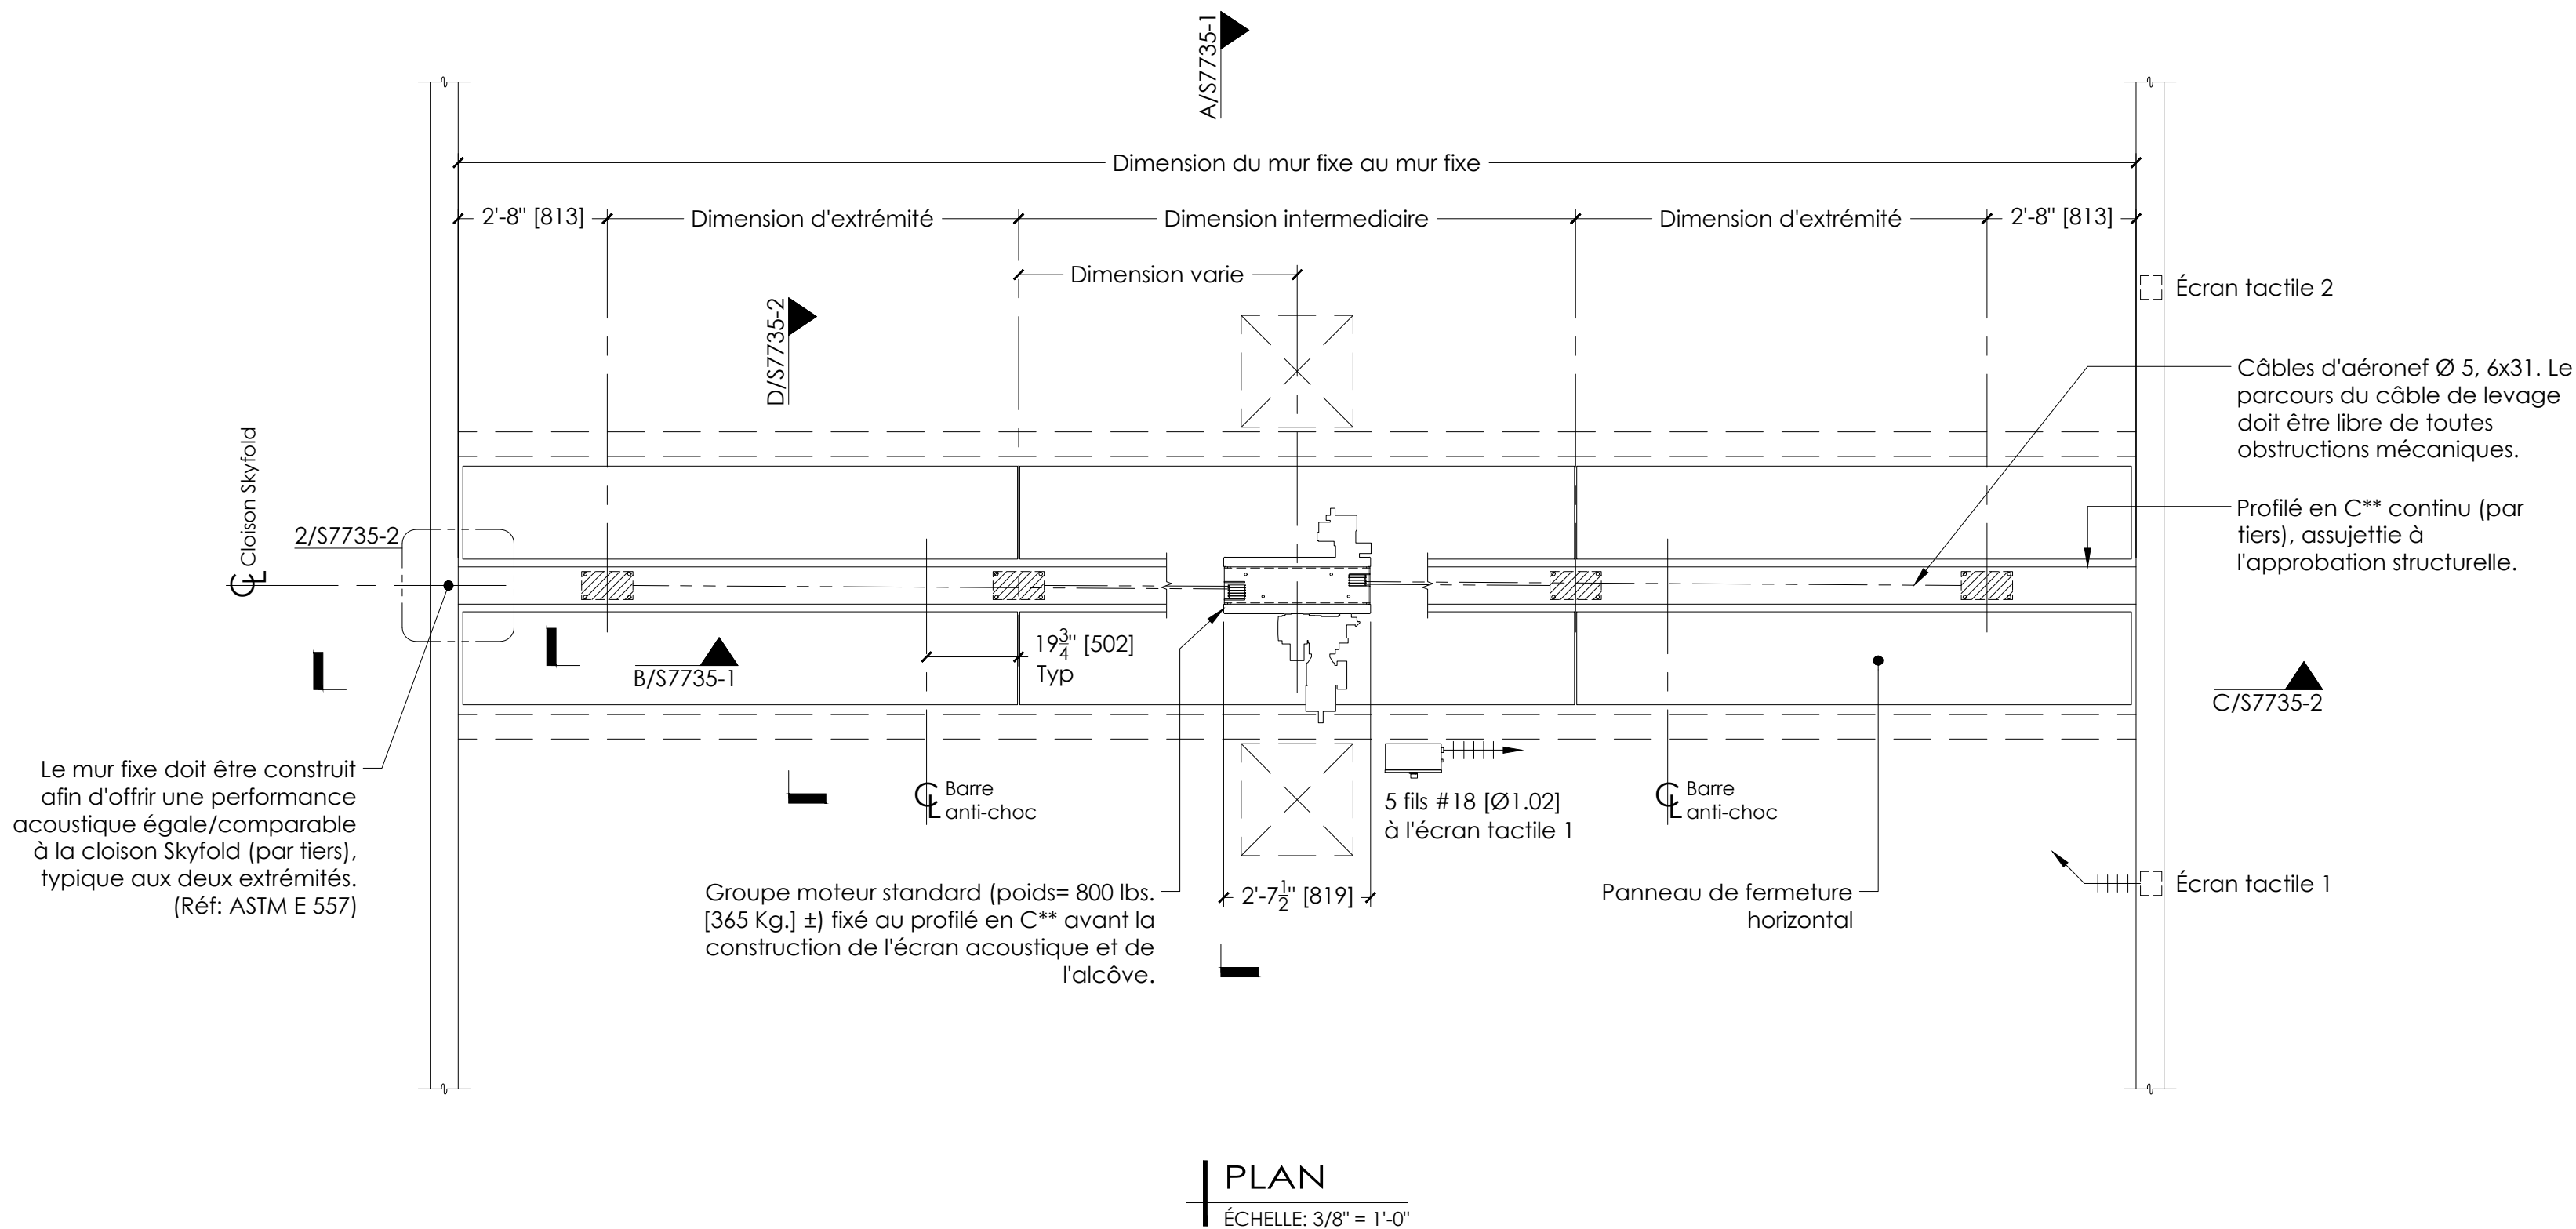 A/S7735-1
Dimension du mur fixe au mur fixe
2'-8" [813]
Dimension d'extrémité
Dimension intermediaire
Dimension d'extrémité
2'-8" [813]
Dimension varie
D/S7735-2
Écran tactile 2
Câbles d'aéronef Ø 5, 6x31. Le
parcours du câble de levage
doit être libre de toutes
obstructions mécaniques.
CL Cloison Skyfold
2/S7735-2
Profilé en C** continu (par
tiers), assujettie à
l'approbation structurelle.
19 3/4" [502]
Typ
B/S7735-1
C/S7735-2
Le mur fixe doit être construit
afin d'offrir une performance
acoustique égale/comparable
à la cloison Skyfold (par tiers),
typique aux deux extrémités.
(Réf: ASTM E 557)
CL Barre
anti-choc
5 fils #18 [Ø1.02]
à l'écran tactile 1
CL Barre
anti-choc
Groupe moteur standard (poids= 800 lbs.
[365 Kg.] ±) fixé au profilé en C** avant la
construction de l'écran acoustique et de
l'alcôve.
2'-7 1/2" [819]
Panneau de fermeture
horizontal
Écran tactile 1
PLAN
ÉCHELLE: 3/8" = 1'-0"